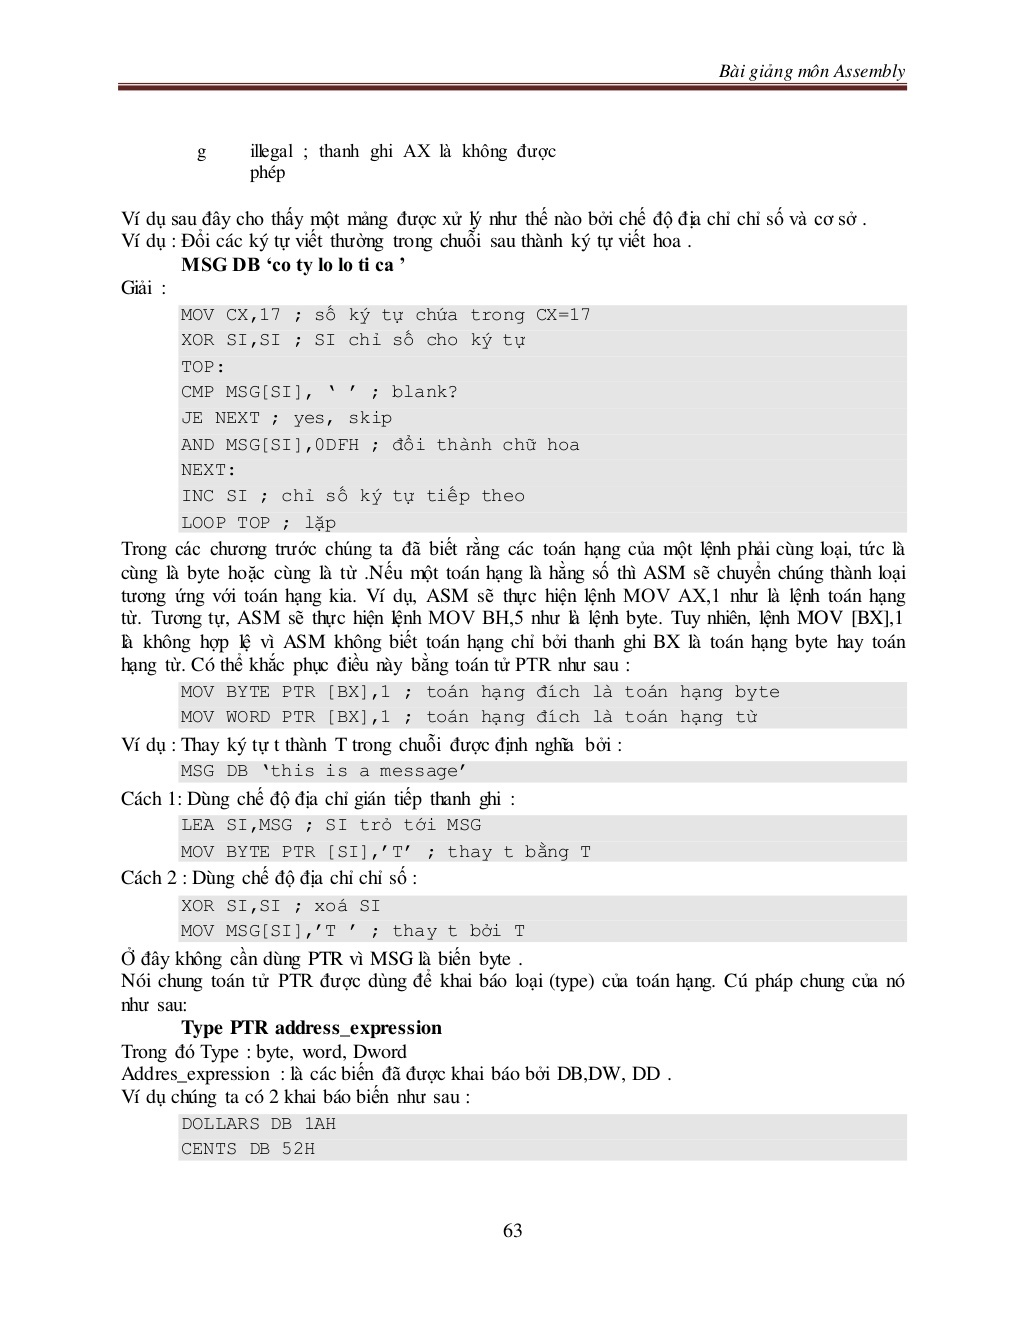 Bài giảng môn Assembly
g illegal ; thanh ghi AX là không được
phép
Ví dụ sau đây cho thấy một mảng được xử lý như thế nào bởi chế độ địa chỉ chỉ số và cơ sở .
Ví dụ : Đổi các ký tự viết thường trong chuỗi sau thành ký tự viết hoa .
MSG DB ‘co ty lo lo ti ca ’
Giải :
MOV CX,17 ; số ký tự chứa trong CX=17
XOR SI,SI ; SI chỉ số cho ký tự
TOP:
CMP MSG[SI], ‘ ’ ; blank?
JE NEXT ; yes, skip
AND MSG[SI],0DFH ; đổi thành chữ hoa
NEXT:
INC SI ; chỉ số ký tự tiếp theo
LOOP TOP ; lặp
Trong các chương trước chúng ta đã biết rằng các toán hạng của một lệnh phải cùng loại, tức là
cùng là byte hoặc cùng là từ .Nếu một toán hạng là hằng số thì ASM sẽ chuyển chúng thành loại
tương ứng với toán hạng kia. Ví dụ, ASM sẽ thực hiện lệnh MOV AX,1 như là lệnh toán hạng
từ. Tương tự, ASM sẽ thực hiện lệnh MOV BH,5 như là lệnh byte. Tuy nhiên, lệnh MOV [BX],1
là không hợp lệ vì ASM không biết toán hạng chỉ bởi thanh ghi BX là toán hạng byte hay toán
hạng từ. Có thể khắc phục điều này bằng toán tử PTR như sau :
MOV BYTE PTR [BX],1 ; toán hạng đích là toán hạng byte
MOV WORD PTR [BX],1 ; toán hạng đích là toán hạng từ
Ví dụ : Thay ký tự t thành T trong chuỗi được định nghĩa bởi :
MSG DB ‘this is a message’
Cách 1: Dùng chế độ địa chỉ gián tiếp thanh ghi :
LEA SI,MSG ; SI trỏ tới MSG
MOV BYTE PTR [SI],’T’ ; thay t bằng T
Cách 2 : Dùng chế độ địa chỉ chỉ số :
XOR SI,SI ; xoá SI
MOV MSG[SI],’T ’ ; thay t bởi T
Ở đây không cần dùng PTR vì MSG là biến byte .
Nói chung toán tử PTR được dùng để khai báo loại (type) của toán hạng. Cú pháp chung của nó
như sau:
Type PTR address_expression
Trong đó Type : byte, word, Dword
Addres_expression : là các biến đã được khai báo bởi DB,DW, DD .
Ví dụ chúng ta có 2 khai báo biến như sau :
DOLLARS DB 1AH
CENTS DB 52H
63